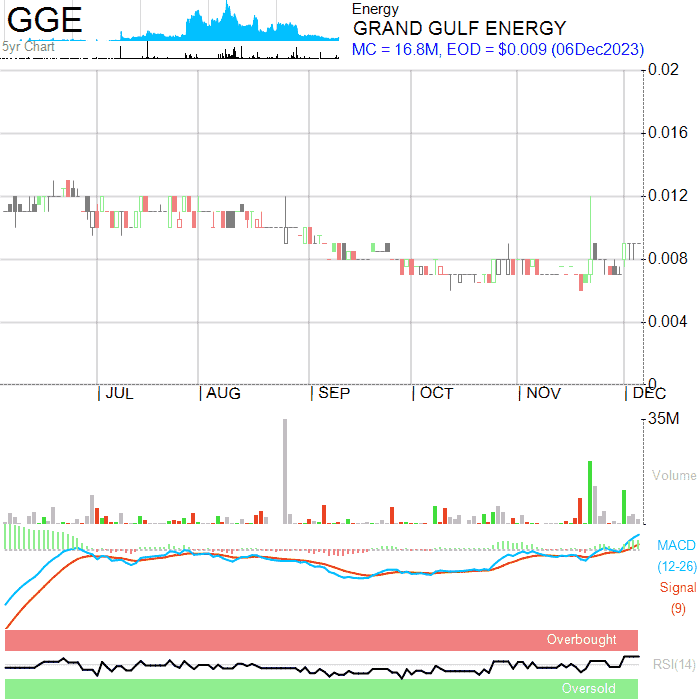 GGE
5yr Chart
Energy
GRAND GULF ENERGY
MC = 16.8M, EOD = $0.009 (06Dec2023)
0.02
0.016
0.012
0.008
0.004
0
JUL AUG SEP OCT NOV DEC
35M
Volume
MACD
(12-26)
Signal
(9)
Overbought
RSI(14)
Oversold